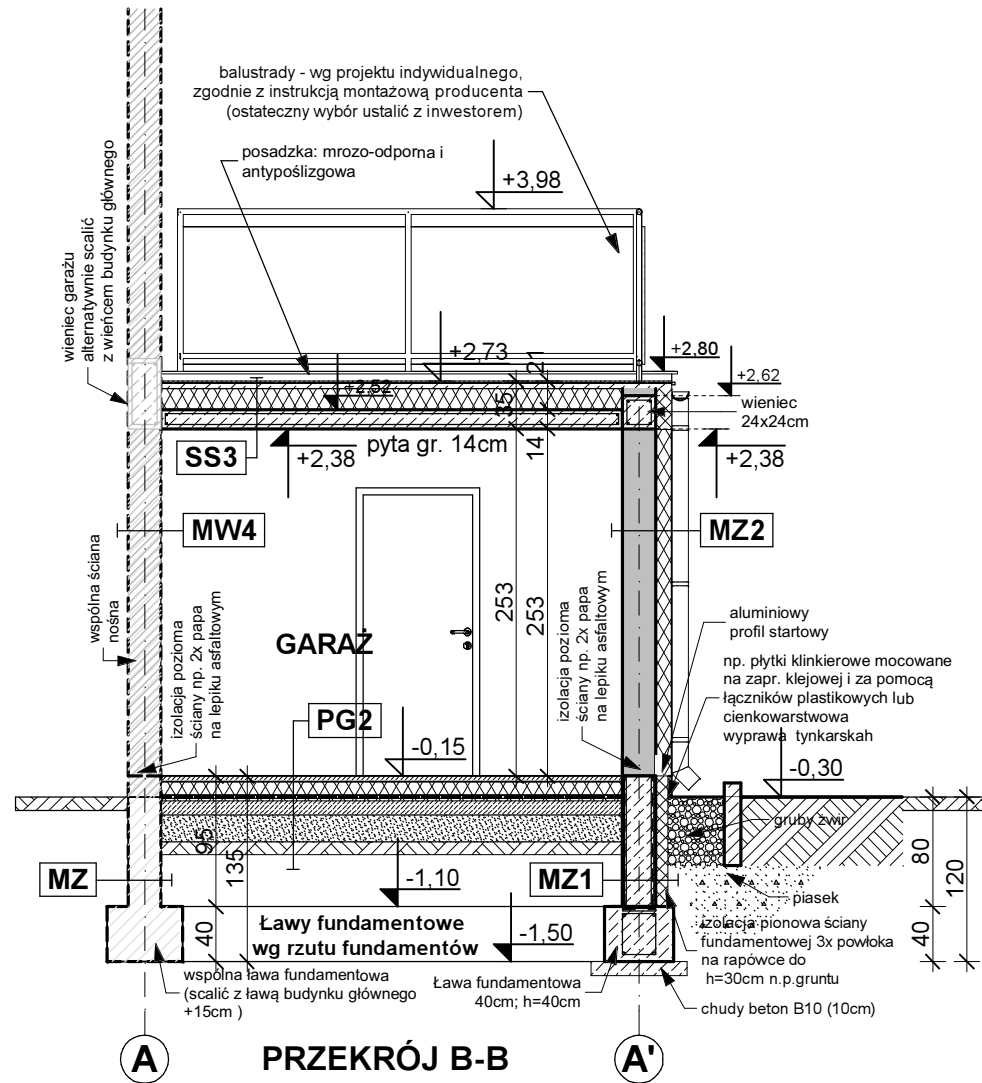 balustrady - wg projektu indywidualnego,
zgodnie z instrukcją montażową producenta
(ostateczny wybór ustalić z inwestorem)
posadzka: mrozo-odporna i
antypoślizgowa
+3,98
wieniec garażu
alternatywnie scalić
z wieńcem budynku głównego
+2,73
21
+2,80
+2,62
+2,52
35
wieniec
24x24cm
SS3
+2,38
pyta gr. 14cm
14
+2,38
MW4
MZ2
wspólna ściana
nośna
izolacja pozioma
ściany np. 2x papa
na lepiku asfaltowym
GARAŻ
253
253
izolacja pozioma
ściany np. 2x papa
na lepiku asfaltowym
aluminiowy
profil startowy
np. płytki klinkierowe mocowane
na zapr. klejowej i za pomocą
łączników plastikowych lub
cienkowarstwowa
wyprawa tynkarskah
PG2
-0,15
-0,30
gruby żwir
95
135
80
120
MZ
-1,10
MZ1
piasek
40
Ławy fundamentowe
wg rzutu fundamentów
-1,50
izolacja pionowa ściany
fundamentowej 3x powłoka
na rapówce do
h=30cm n.p.gruntu
40
wspólna ława fundamentowa
(scalić z ławą budynku głównego
+15cm )
Ława fundamentowa
40cm; h=40cm
chudy beton B10 (10cm)
A
PRZEKRÓJ B-B
A'